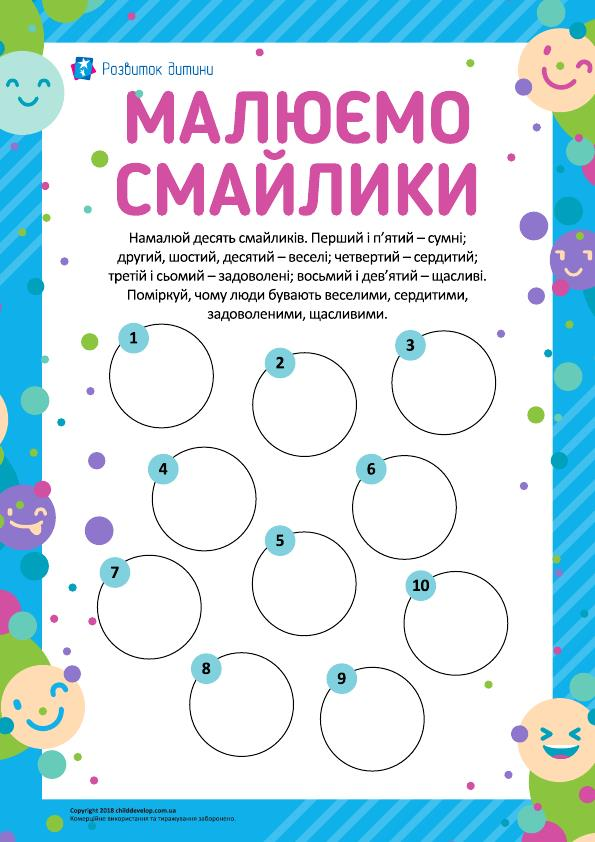 Розвиток дитини
МАЛЮЄМО
СМАЙЛИКИ
Намалюй десять смайликів. Перший і п’ятий – сумні;
другий, шостий, десятий – веселі; четвертий – сердитий;
третій і сьомий – задоволені; восьмий і дев’ятий – щасливі.
Поміркуй, чому люди бувають веселими, сердитими,
задоволеними, щасливими.
1
2
3
4
6
5
7
10
8
9
Copyright 2018 childdevelop.com.ua
Комерційне використання та тиражування заборонено.